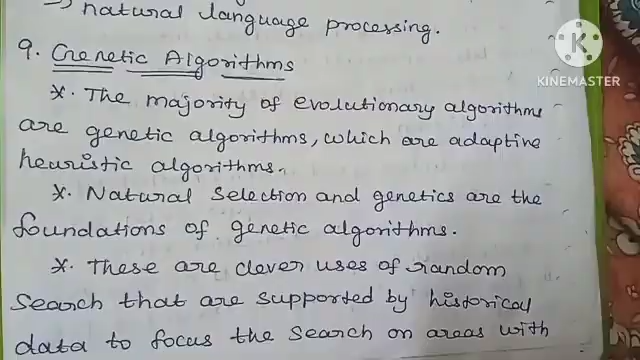 natural language processing.
9. Genetic Algorithms
*. The majority of evolutionary algorithms
are genetic algorithms, which are adaptive
heuristic algorithms.
*. Natural Selection and genetics are the
foundations of genetic algorithms.
*. These are clever uses of random
Search that are supported by historical
data to focus the search on areas with
KINEMASTER